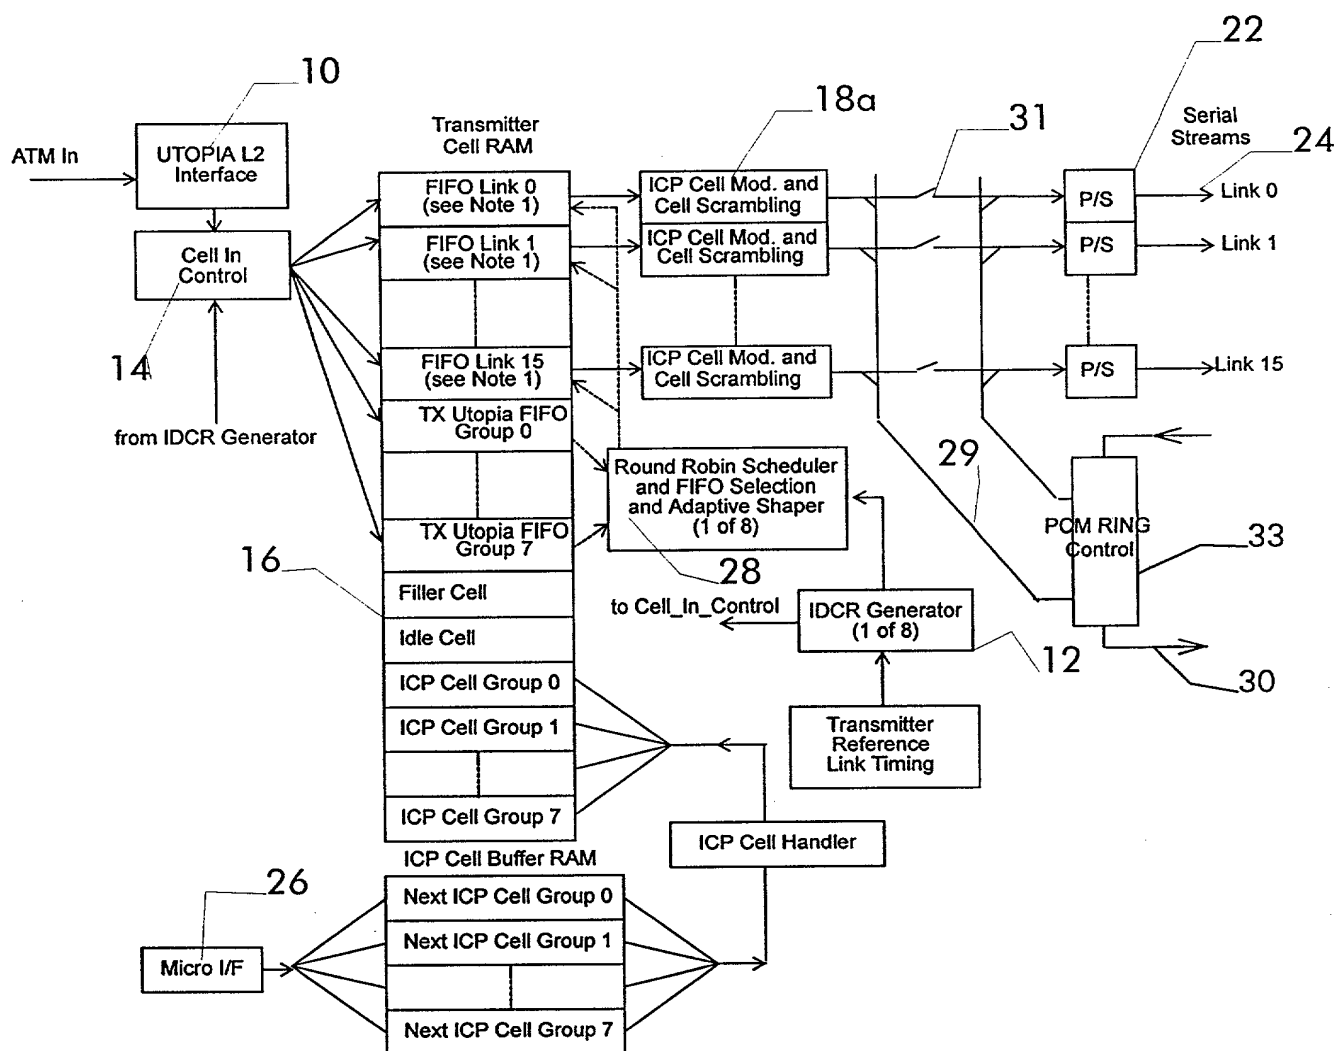 10
22
18a
31
Serial
Streams
24
Transmitter
Cell RAM
ATM In
UTOPIA L2
Interface
FIFO Link 0
(see Note 1)
ICP Cell Mod. and
Cell Scrambling
P/S
Link 0
Cell In
Control
FIFO Link 1
(see Note 1)
ICP Cell Mod. and
Cell Scrambling
P/S
Link 1
14
FIFO Link 15
(see Note 1)
ICP Cell Mod. and
Cell Scrambling
P/S
Link 15
from IDCR Generator
TX Utopia FIFO
Group 0
Round Robin Scheduler
and FIFO Selection
and Adaptive Shaper
(1 of 8)
29
TX Utopia FIFO
Group 7
PCM RING
Control
33
16
28
Filler Cell
to Cell_In_Control
IDCR Generator
(1 of 8)
Idle Cell
12
30
ICP Cell Group 0
ICP Cell Group 1
Transmitter
Reference
Link Timing
ICP Cell Group 7
ICP Cell Handler
ICP Cell Buffer RAM
26
Next ICP Cell Group 0
Next ICP Cell Group 1
Micro I/F
Next ICP Cell Group 7